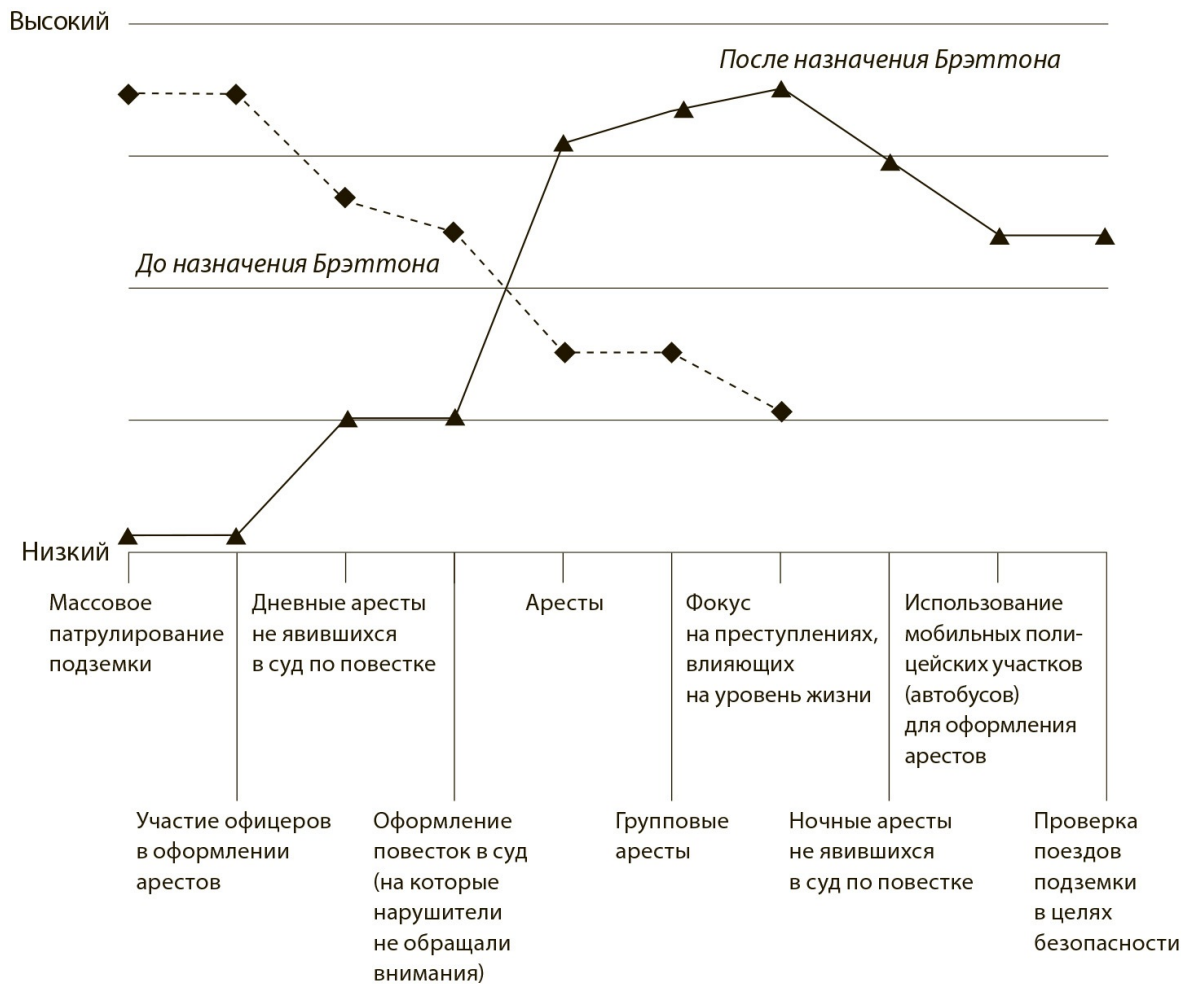 Высокий
После назначения Брэттона
До назначения Брэттона
Низкий
Массовое
патрулирование
подземки
Дневные аресты
не явившихся
в суд по повестке
Аресты
Фокус
на преступлениях,
влияющих
на уровень жизни
Использование
мобильных поли-
цейских участков
(автобусов)
для оформления
арестов
Участие офицеров
в оформлении
арестов
Оформление
повесток в суд
(на которые
нарушители
не обращали
внимания)
Групповые
аресты
Ночные аресты
не явившихся
в суд по повестке
Проверка
поездов
подземки
в целях
безопасности